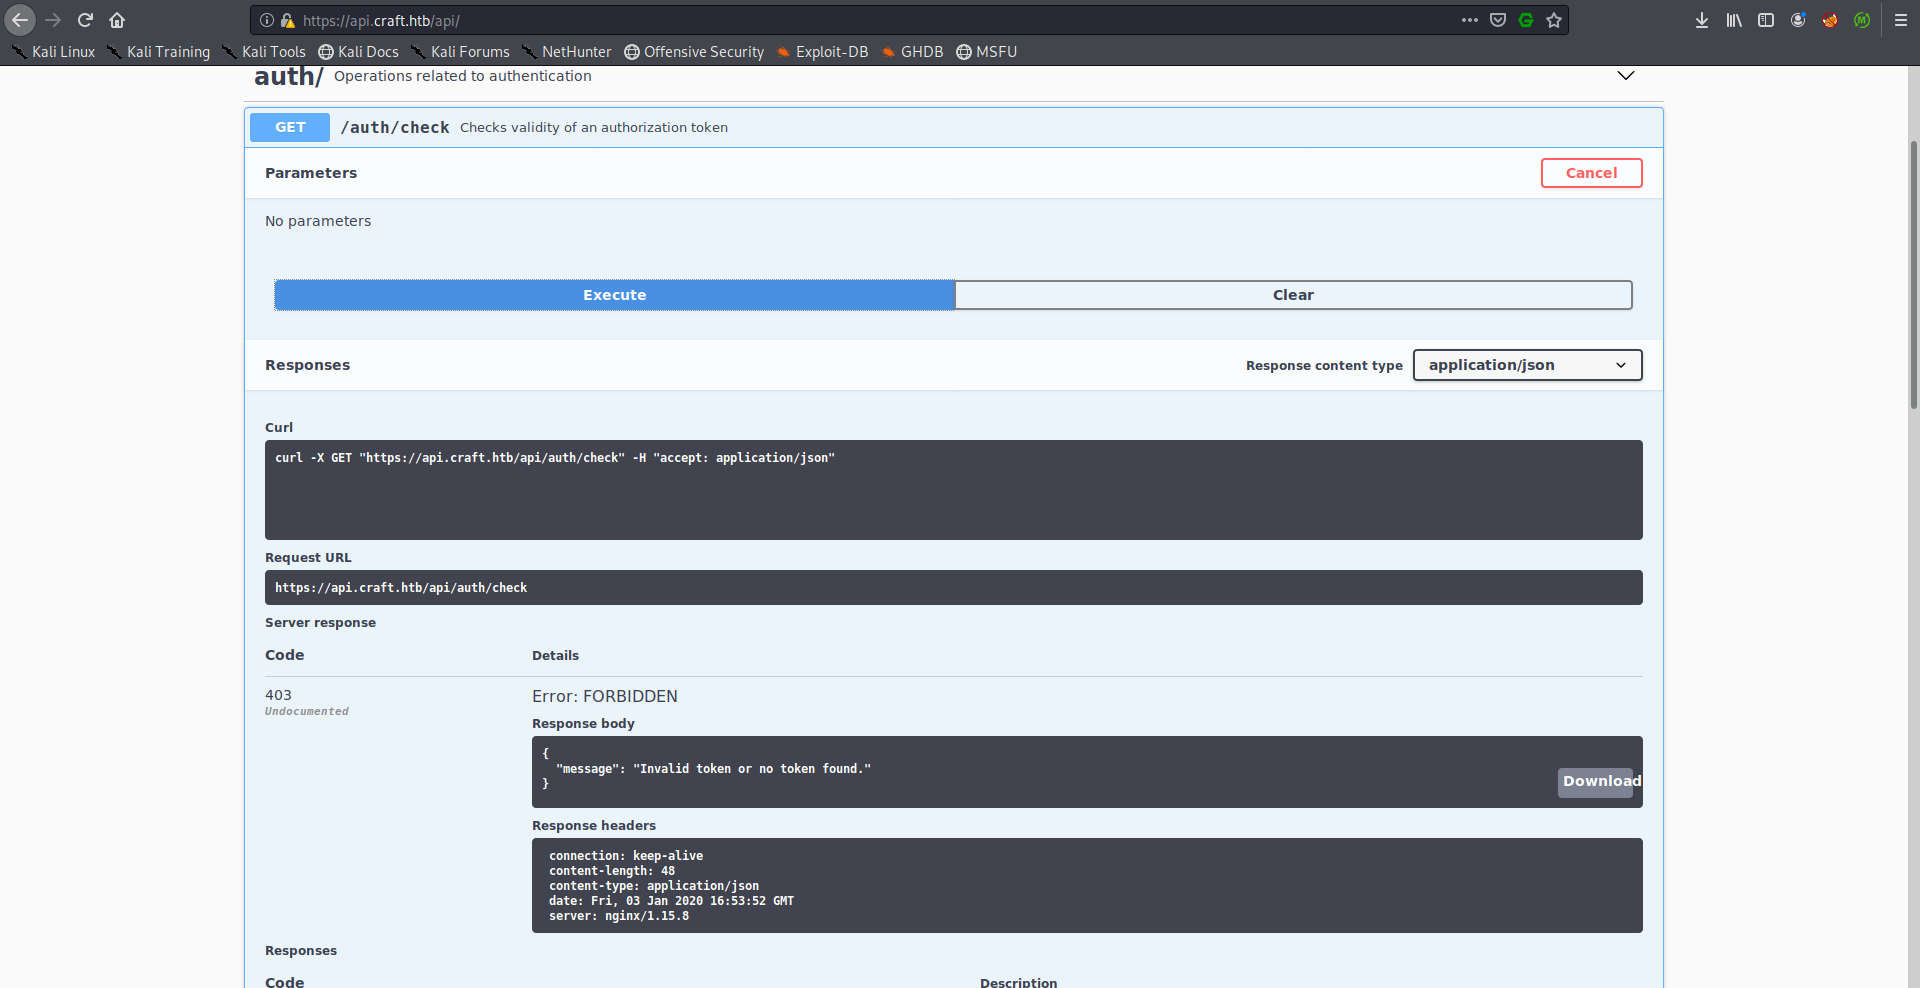 https://api.craft.htb/api/
Kali Linux Kali Training Kali Tools Kali Docs Kali Forums NetHunter Offensive Security Exploit-DB GHDB MSFU
auth/ Operations related to authentication
GET /auth/check Checks validity of an authorization token
Parameters Cancel
No parameters
Execute Clear
Responses Response content type application/json
Curl
curl -X GET "https://api.craft.htb/api/auth/check" -H "accept: application/json"
Request URL
https://api.craft.htb/api/auth/check
Server response
Code Details
403 Error: FORBIDDEN
Undocumented
Response body
{
"message": "Invalid token or no token found."
}
Download
Response headers
connection: keep-alive
content-length: 48
content-type: application/json
date: Fri, 03 Jan 2020 16:53:52 GMT
server: nginx/1.15.8
Responses
Code Description